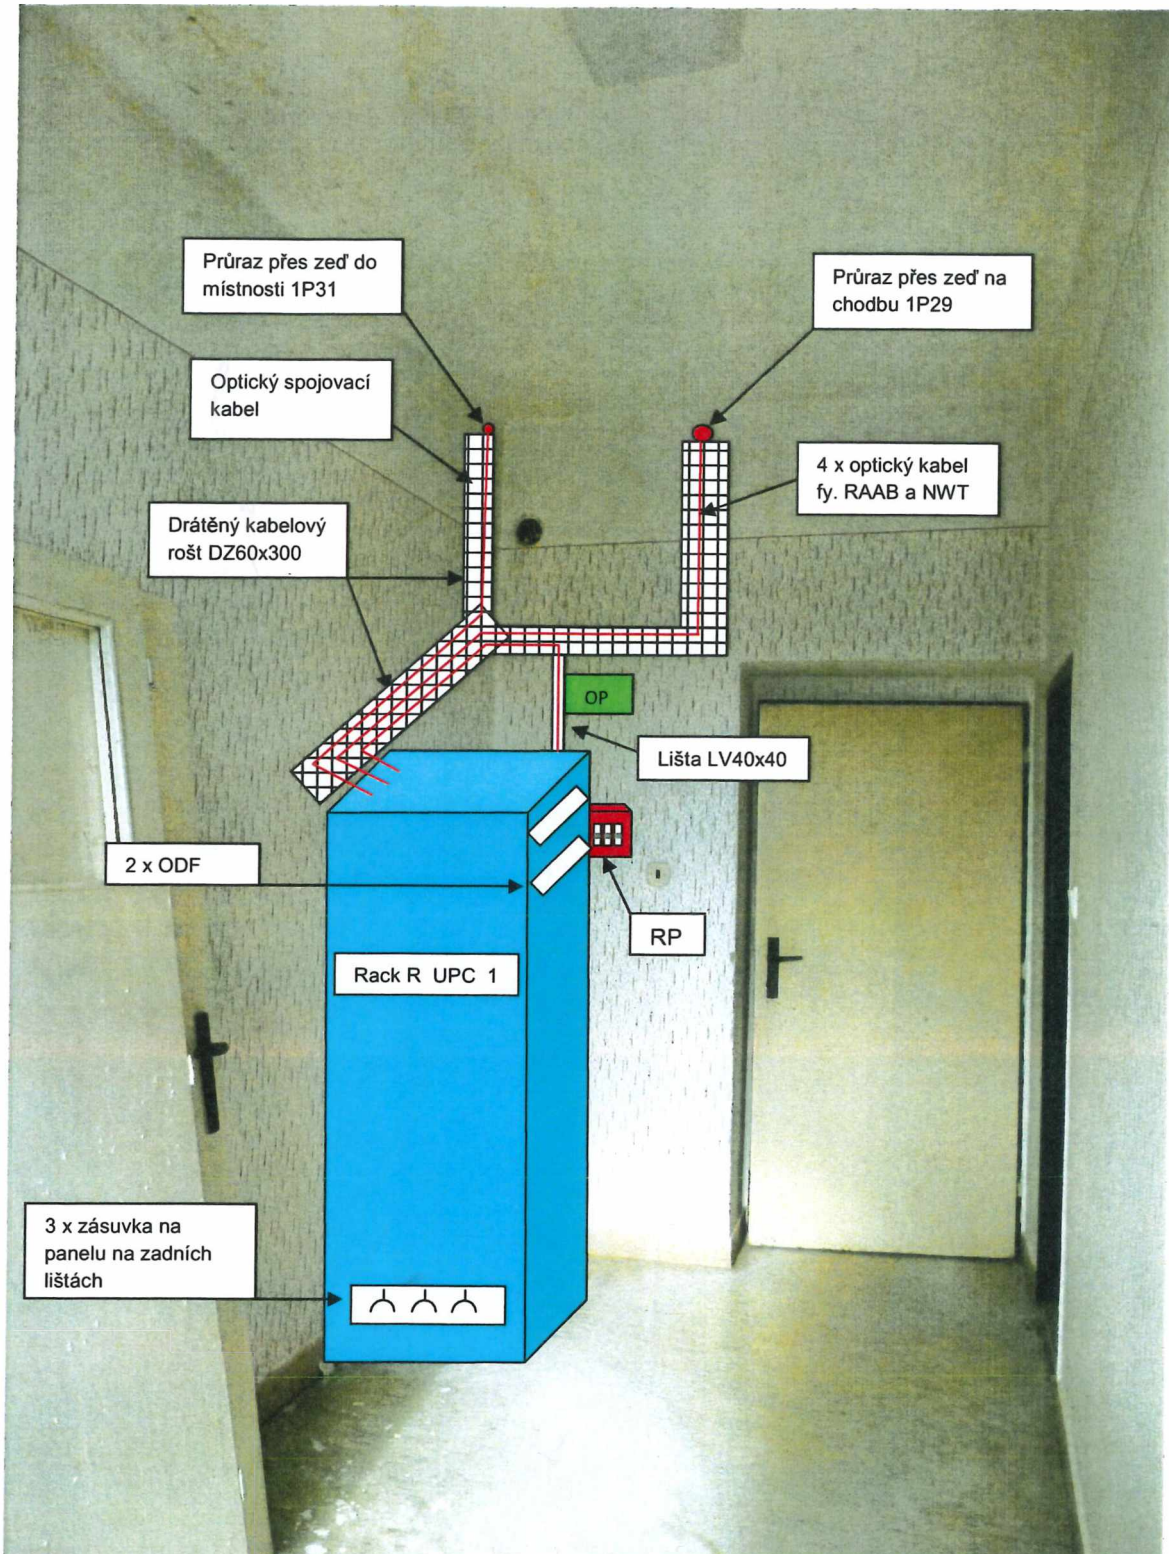 Průraz přes zeď do
místnosti 1P31
Průraz přes zeď na
chodbu 1P29
Optický spojovací
kabel
4 x optický kabel
fy. RAAB a NWT
Drátěný kabelový
rošt DZ60x300
OP
Lišta LV40x40
2 x ODF
RP
Rack R UPC 1
3 x zásuvka na
panelu na zadních
lištách